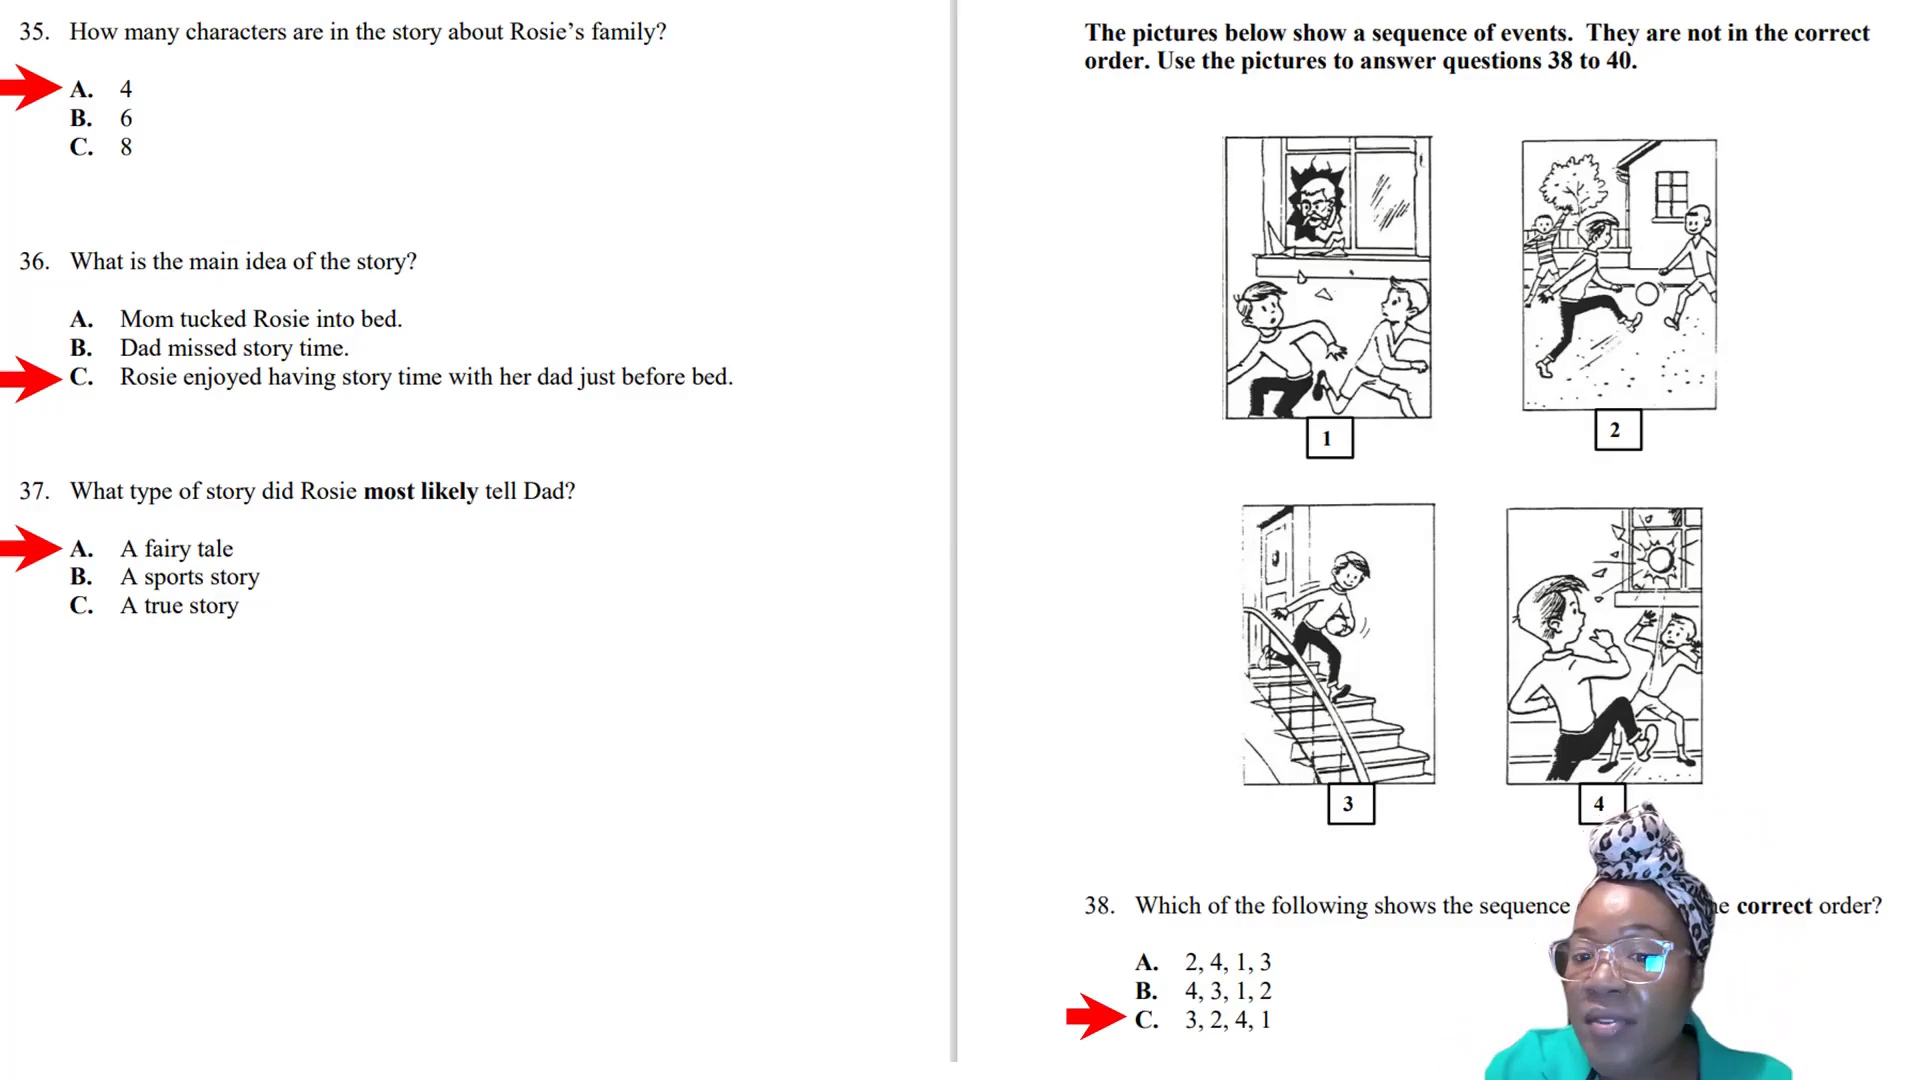 35. How many characters are in the story about Rosie's family?
A. 4
B. 6
C. 8
36. What is the main idea of the story?
A. Mom tucked Rosie into bed.
B. Dad missed story time.
C. Rosie enjoyed having story time with her dad just before bed.
37. What type of story did Rosie most likely tell Dad?
A. A fairy tale
B. A sports story
C. A true story
The pictures below show a sequence of events. They are not in the correct
order. Use the pictures to answer questions 38 to 40.
1
2
3
4
38. Which of the following shows the sequence correct order?
A. 2, 4, 1, 3
B. 4, 3, 1, 2
C. 3, 2, 4, 1